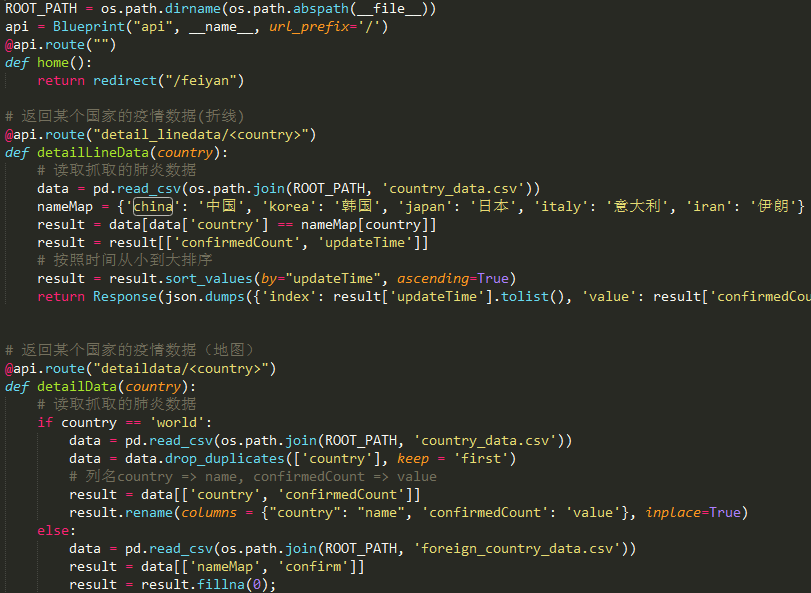 ROOT_PATH = os.path.dirname(os.path.abspath(__file__))
api = Blueprint("api", __name__, url_prefix='/')
@api.route("")
def home():
    return redirect("/feiyan")

# 返回某个国家的疫情数据(折线)
@api.route("detail_linedata/<country>")
def detailLineData(country):
    # 读取抓取的肺炎数据
    data = pd.read_csv(os.path.join(ROOT_PATH, 'country_data.csv'))
    nameMap = {'china': '中国', 'korea': '韩国', 'japan': '日本', 'italy': '意大利', 'iran': '伊朗'}
    result = data[data['country'] == nameMap[country]]
    result = result[['confirmedCount', 'updateTime']]
    # 按照时间从小到大排序
    result = result.sort_values(by="updateTime", ascending=True)
    return Response(json.dumps({'index': result['updateTime'].tolist(), 'value': result['confirmedCou

# 返回某个国家的疫情数据（地图）
@api.route("detaildata/<country>")
def detailData(country):
    # 读取抓取的肺炎数据
    if country == 'world':
        data = pd.read_csv(os.path.join(ROOT_PATH, 'country_data.csv'))
        data = data.drop_duplicates(['country'], keep = 'first')
        # 列名country => name, confirmedCount => value
        result = data[['country', 'confirmedCount']]
        result.rename(columns = {"country": "name", 'confirmedCount': 'value'}, inplace=True)
    else:
        data = pd.read_csv(os.path.join(ROOT_PATH, 'foreign_country_data.csv'))
        result = data[['nameMap', 'confirm']]
        result = result.fillna(0);